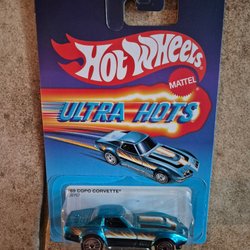 Hot Wheels
MATTEL
ULTRA HOTS
'69 COPO CORVETTE